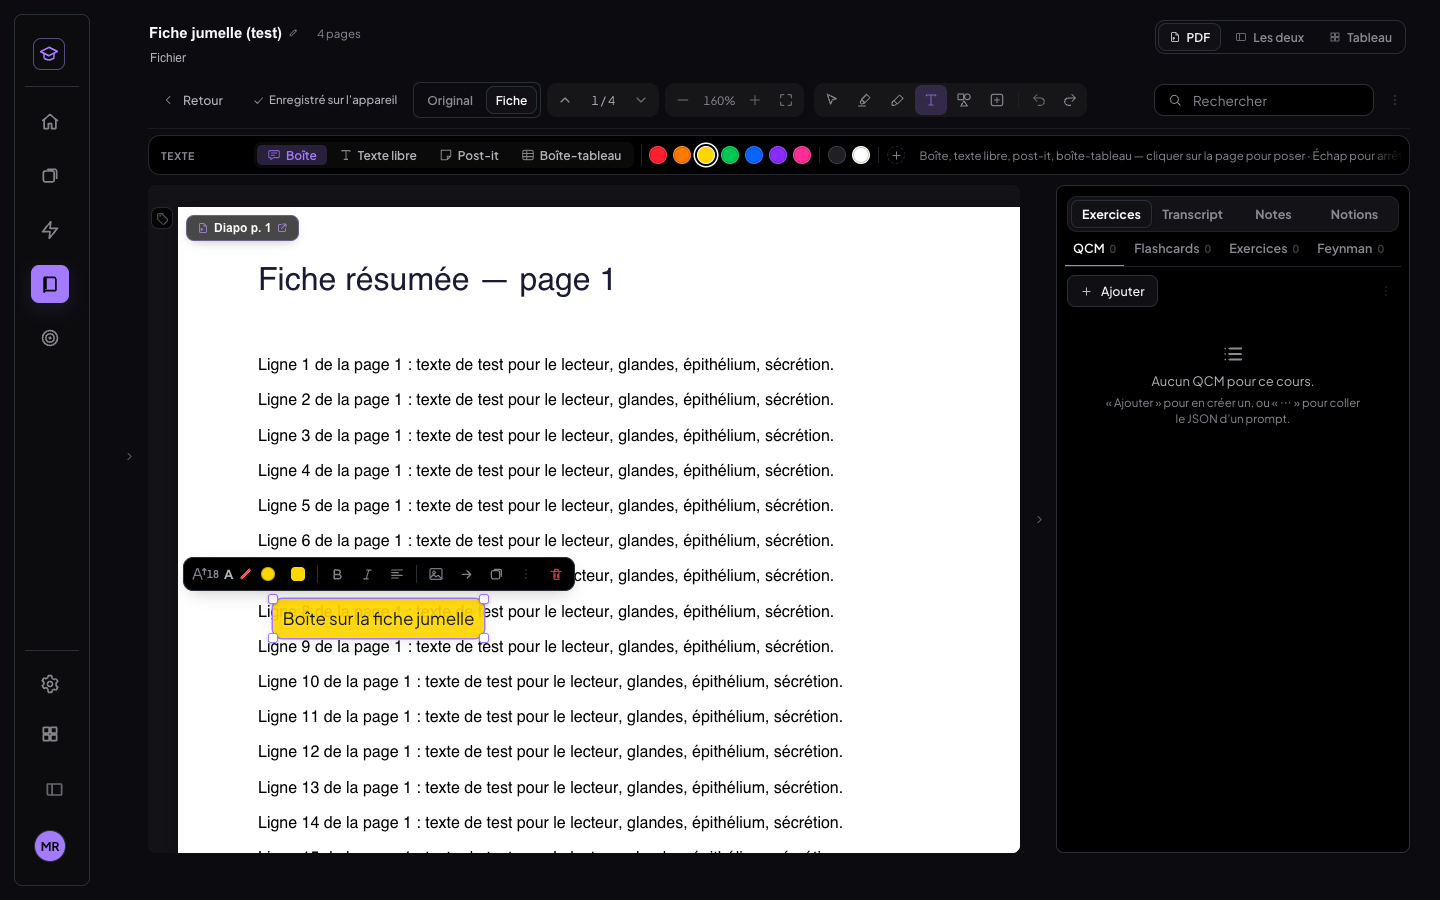 Fiche jumelle (test)
4 pages
Fichier
PDF
Les deux
Tableau
Retour
Enregistré sur l'appareil
Original
Fiche
1 / 4
160%
Rechercher
TEXTE
Boîte
Texte libre
Post-it
Boîte-tableau
Boîte, texte libre, post-it, boîte-tableau — cliquer sur la page pour poser · Échap pour
Diapo p. 1
Fiche résumée — page 1
Ligne 1 de la page 1 : texte de test pour le lecteur, glandes, épithélium, sécrétion.
Ligne 2 de la page 1 : texte de test pour le lecteur, glandes, épithélium, sécrétion.
Ligne 3 de la page 1 : texte de test pour le lecteur, glandes, épithélium, sécrétion.
Ligne 4 de la page 1 : texte de test pour le lecteur, glandes, épithélium, sécrétion.
Ligne 5 de la page 1 : texte de test pour le lecteur, glandes, épithélium, sécrétion.
Ligne 6 de la page 1 : texte de test pour le lecteur, glandes, épithélium, sécrétion.
A 18 A B I
cteur, glandes, épithélium, sécrétion.
Ligne 8 de la page 1 : texte de test pour le lecteur, glandes, épithélium, sécrétion.
Boîte sur la fiche jumelle
Ligne 9 de la page 1 : texte de test pour le lecteur, glandes, épithélium, sécrétion.
Ligne 10 de la page 1 : texte de test pour le lecteur, glandes, épithélium, sécrétion.
Ligne 11 de la page 1 : texte de test pour le lecteur, glandes, épithélium, sécrétion.
Ligne 12 de la page 1 : texte de test pour le lecteur, glandes, épithélium, sécrétion.
Ligne 13 de la page 1 : texte de test pour le lecteur, glandes, épithélium, sécrétion.
Ligne 14 de la page 1 : texte de test pour le lecteur, glandes, épithélium, sécrétion.
Exercices
Transcript
Notes
Notions
QCM 0
Flashcards 0
Exercices 0
Feynman 0
Ajouter
Aucun QCM pour ce cours.
« Ajouter » pour en créer un, ou « ··· » pour coller
le JSON d'un prompt.
MR